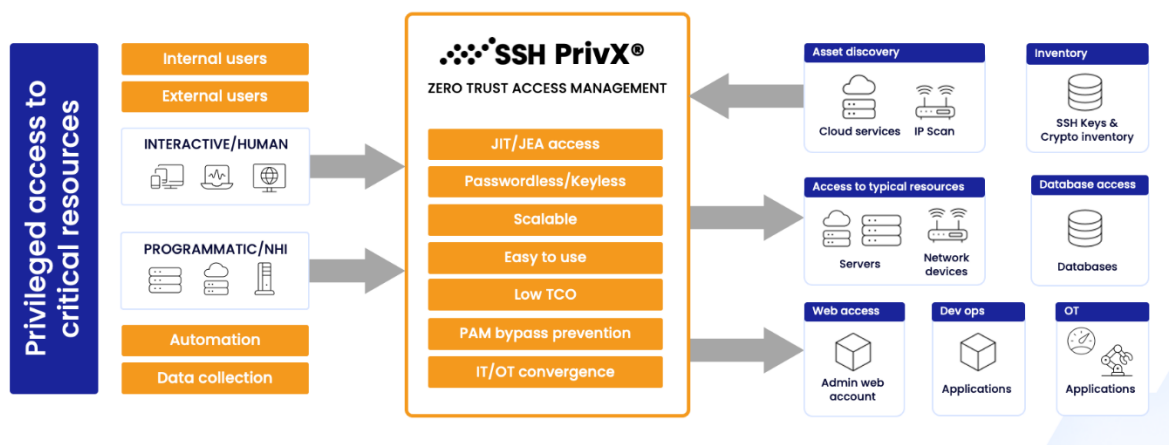 Privileged access to
critical resources
Internal users
External users
INTERACTIVE/HUMAN
PROGRAMMATIC/NHI
Automation
Data collection
SSH PrivX®
ZERO TRUST ACCESS MANAGEMENT
JIT/JEA access
Passwordless/Keyless
Scalable
Easy to use
Low TCO
PAM bypass prevention
IT/OT convergence
Asset discovery
Cloud services
IP Scan
Inventory
SSH Keys &
Crypto inventory
Access to typical resources
Servers
Network
devices
Database access
Databases
Web access
Admin web
account
Dev ops
Applications
OT
Applications